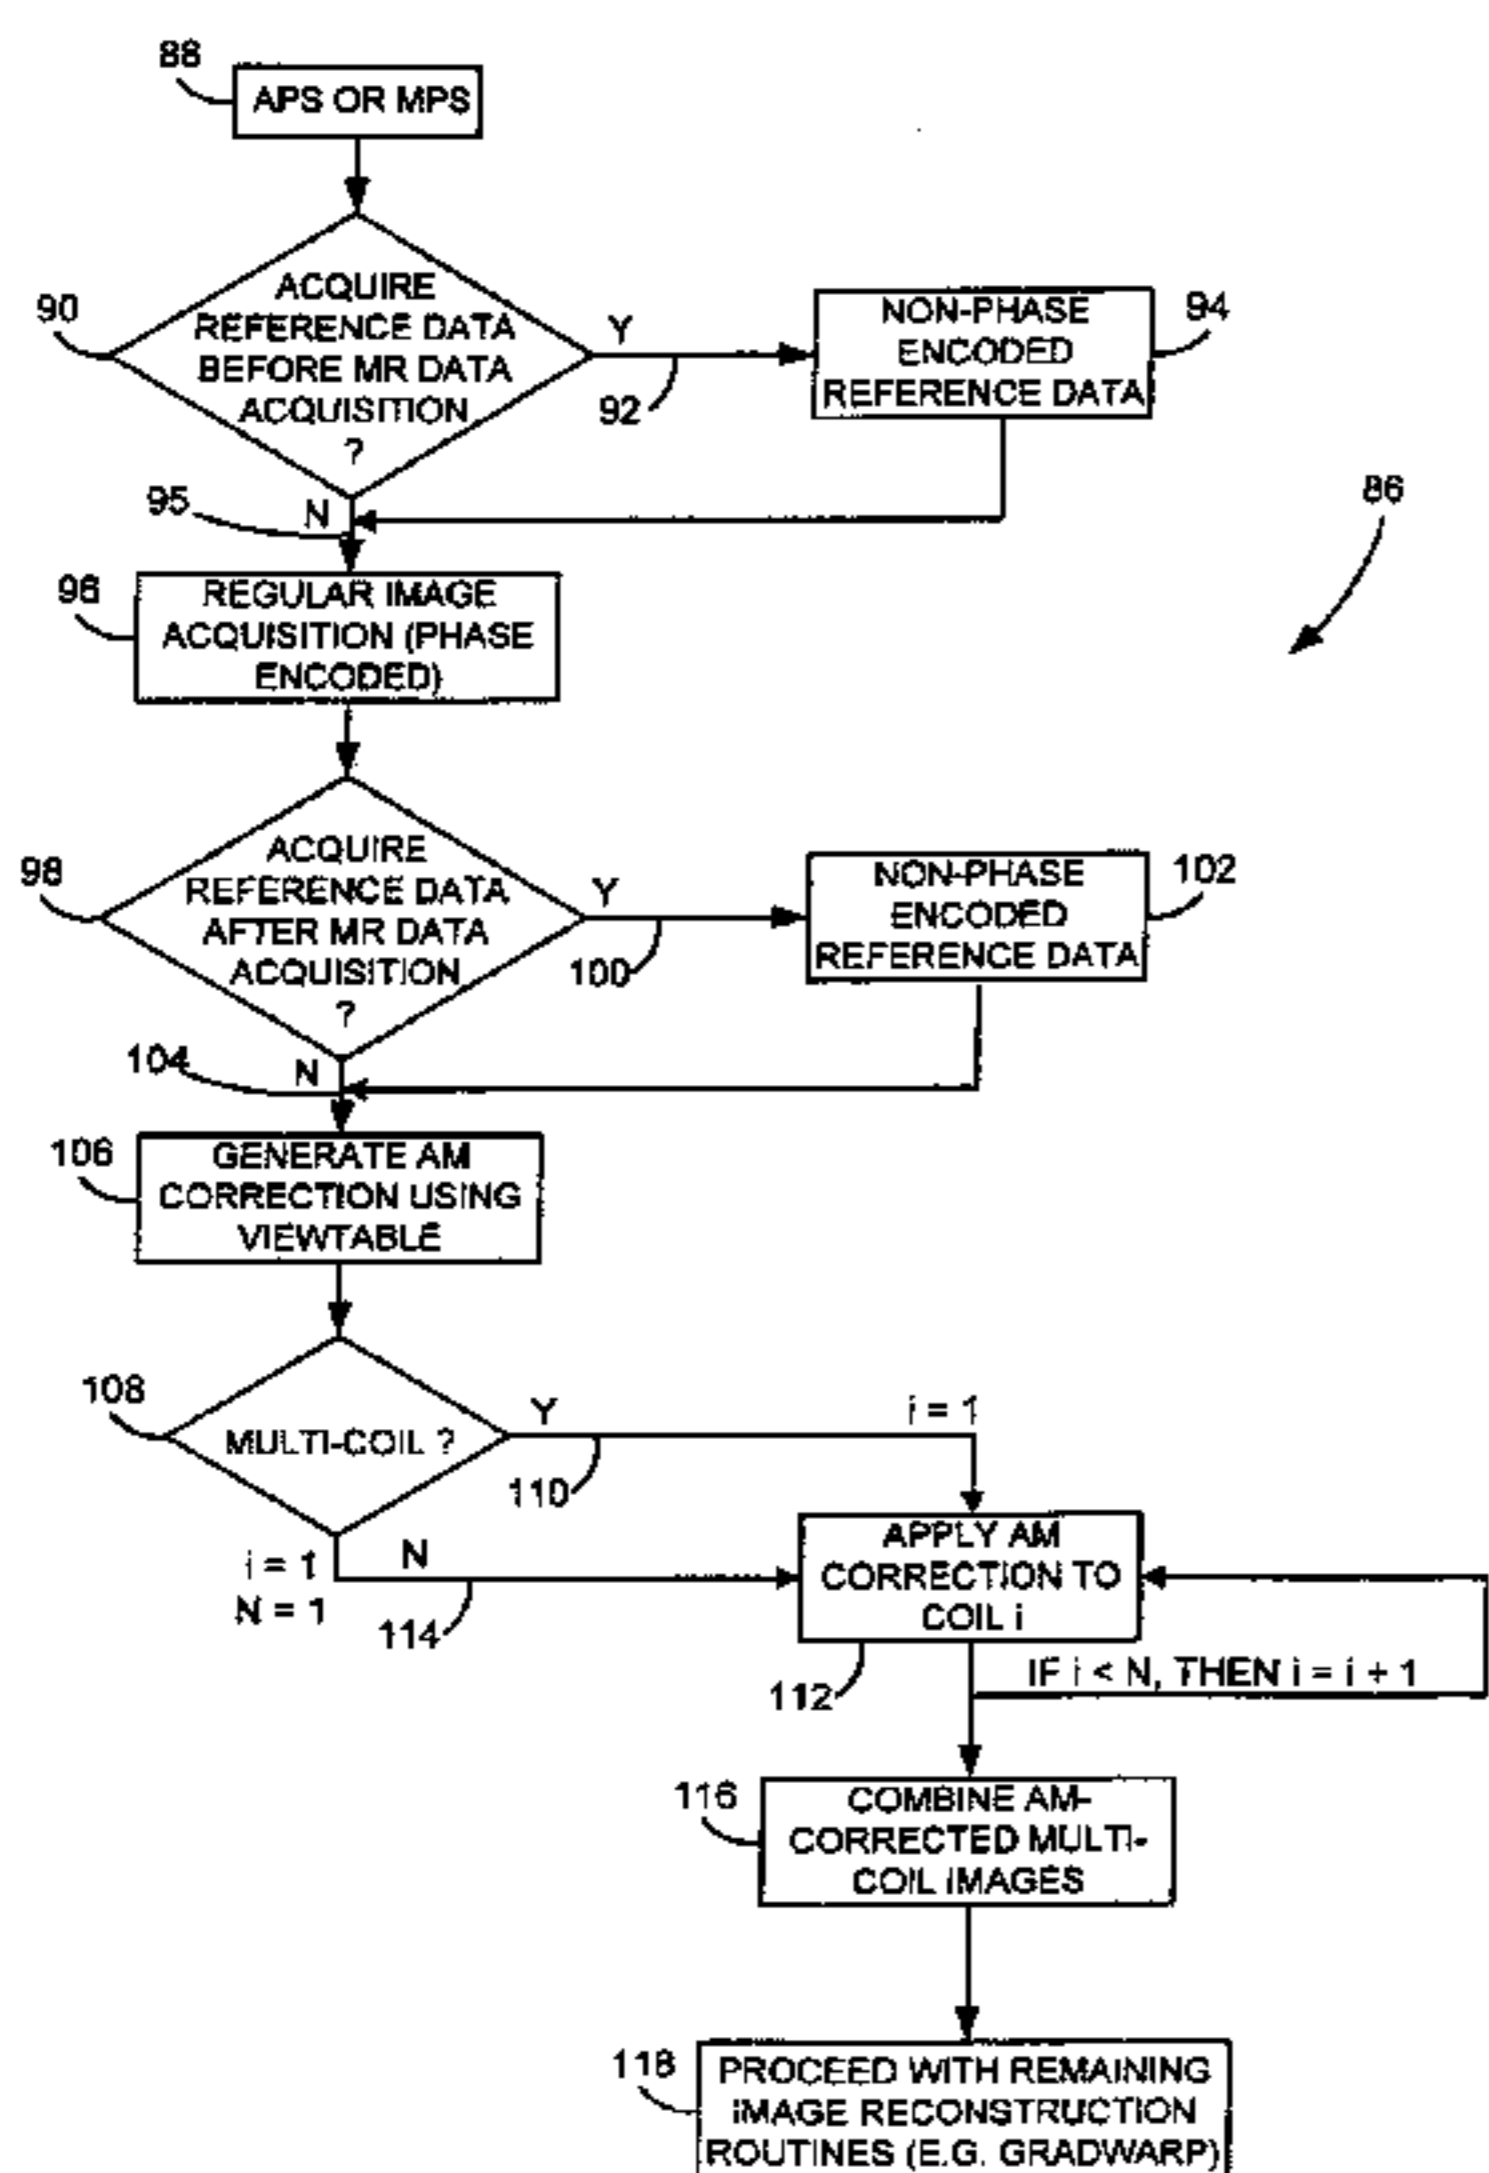 88
APS OR MPS
90
ACQUIRE
REFERENCE DATA
BEFORE MR DATA
ACQUISITION
?
Y
92
NON-PHASE
ENCODED
REFERENCE DATA
94
95
N
86
96
REGULAR IMAGE
ACQUISITION (PHASE
ENCODED)
98
ACQUIRE
REFERENCE DATA
AFTER MR DATA
ACQUISITION
?
Y
100
NON-PHASE
ENCODED
REFERENCE DATA
102
104
N
106
GENERATE AM
CORRECTION USING
VIEWTABLE
108
MULTI-COIL ?
Y
110
i = 1
i = 1
N = 1
N
114
APPLY AM
CORRECTION TO
COIL i
112
IF i < N, THEN i = i + 1
116
COMBINE AM-
CORRECTED MULTI-
COIL IMAGES
118
PROCEED WITH REMAINING
IMAGE RECONSTRUCTION
ROUTINES (E.G. GRADWARP)